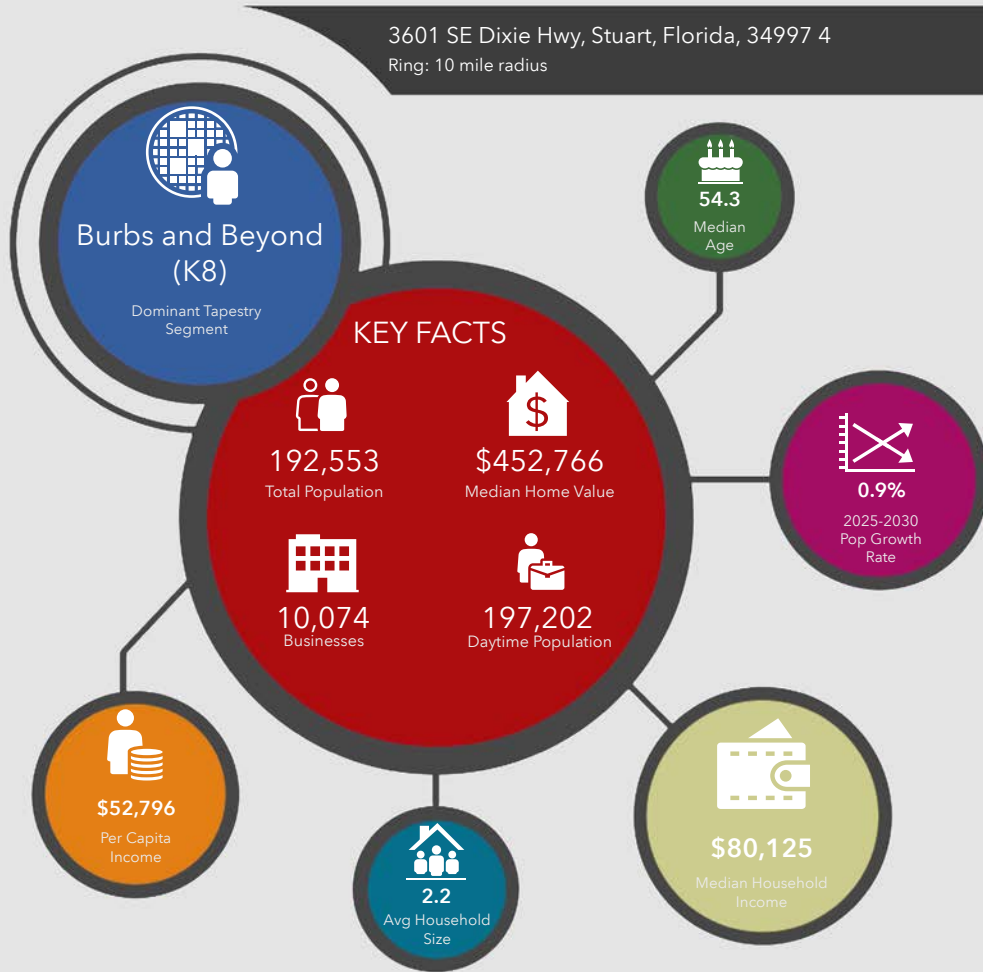 3601 SE Dixie Hwy, Stuart, Florida, 34997 4
Ring: 10 mile radius
Burbs and Beyond
(K8)
Dominant Tapestry
Segment
54.3
Median
Age
KEY FACTS
192,553
Total Population
$
$452,766
Median Home Value
10,074
Businesses
197,202
Daytime Population
0.9%
2025-2030
Pop Growth
Rate
$52,796
Per Capita
Income
2.2
Avg Household
Size
$80,125
Median Household
Income